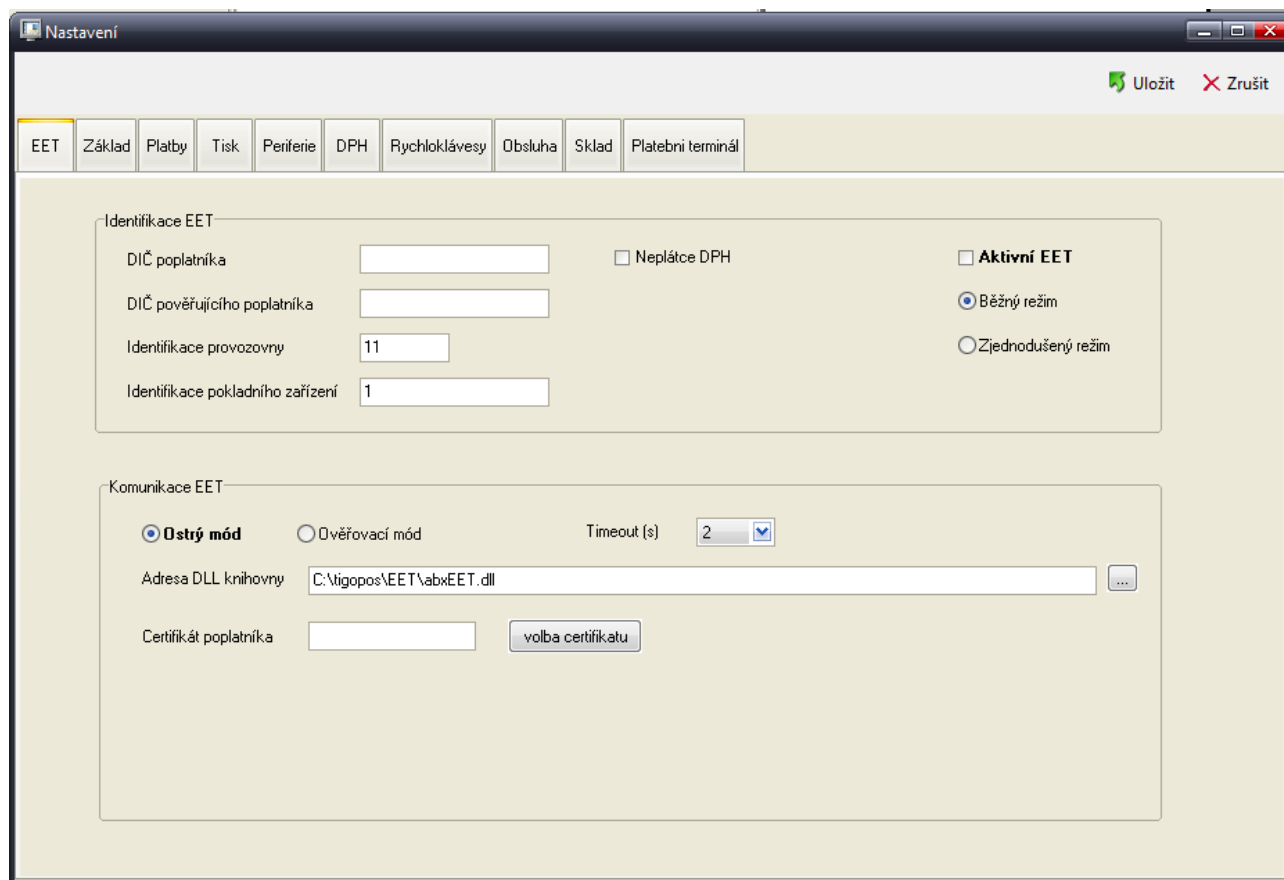 Nastavení
Uložit Zrušit
EET Základ Platby Tisk Periferie DPH Rychloklávesy Obsluha Sklad Platebni terminál
Identifikace EET
DIČ poplatníka Neplátce DPH Aktivní EET
DIČ pověřujícího poplatníka Běžný režim
Identifikace provozovny 11 Zjednodušený režim
Identifikace pokladního zařízení 1
Komunikace EET
Ostrý mód Ověřovací mód Timeout (s) 2
Adresa DLL knihovny C:\tigopos\EET\abxEET.dll ...
Certifikát poplatníka volba certifikatu